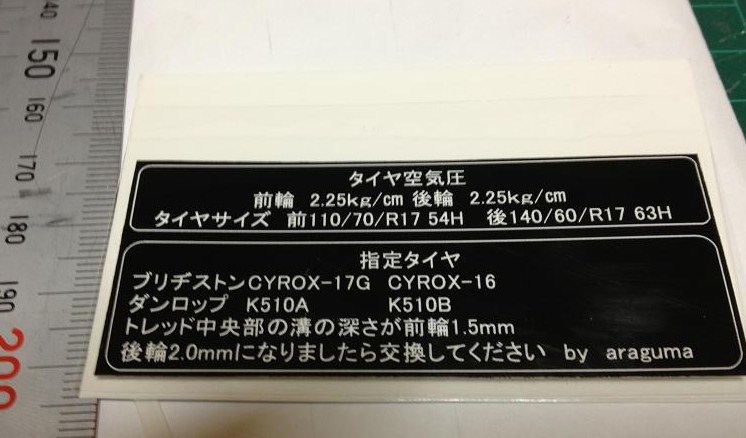 140
150
160
170
180
190
200
タイヤ空気圧
前輪 2.25kg/cm 後輪 2.25kg/cm
タイヤサイズ 前110/70/R17 54H 後140/60/R17 63H
指定タイヤ
ブリヂストンCYROX-17G CYROX-16
ダンロップ K510A K510B
トレッド中央部の溝の深さが前輪1.5mm
後輪2.0mmになりましたら交換してください by araguma